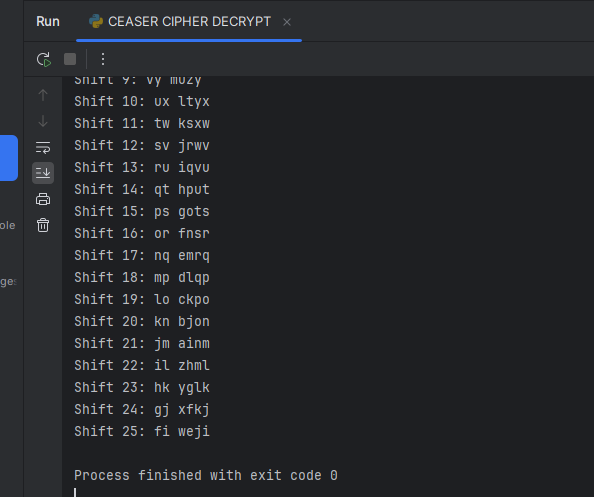 Run CEASER CIPHER DECRYPT
Shift 9: vy muzy
Shift 10: ux ltyx
Shift 11: tw ksxw
Shift 12: sv jrwv
Shift 13: ru iqvu
Shift 14: qt hput
Shift 15: ps gots
Shift 16: or fnsr
Shift 17: nq emrq
Shift 18: mp dlqp
Shift 19: lo ckpo
Shift 20: kn bjon
Shift 21: jm ainm
Shift 22: il zhml
Shift 23: hk yglk
Shift 24: gj xfkj
Shift 25: fi weji
Process finished with exit code 0
ole
ges